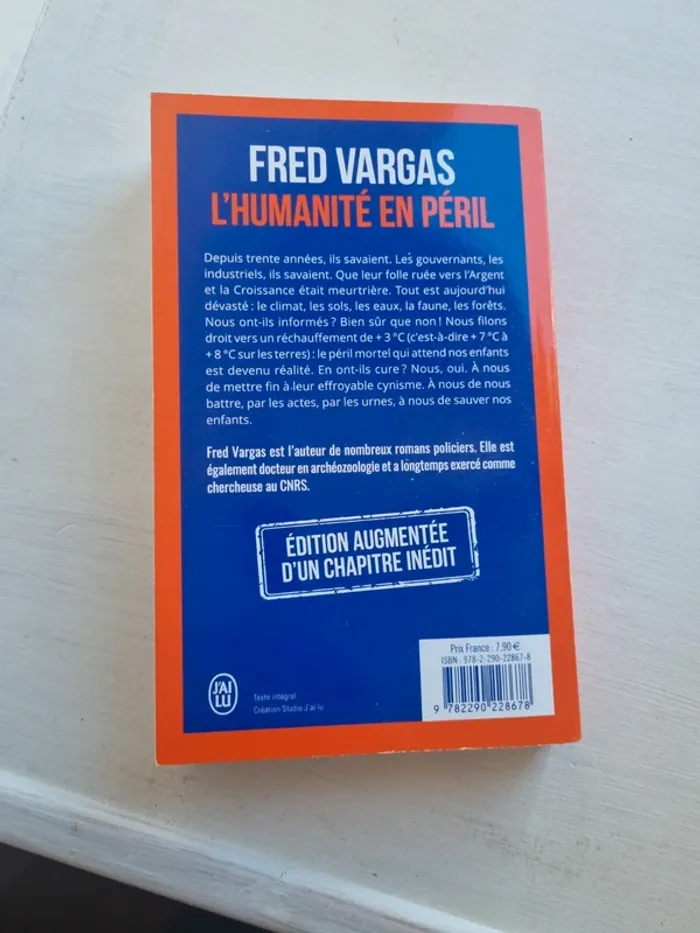 FRED VARGAS
L'HUMANITÉ EN PÉRIL
Depuis trente années, ils savaient. Les gouvernants, les
industriels, ils savaient. Que leur folle ruée vers l'Argent
et la Croissance était meurtrière. Tout est aujourd'hui
dévasté : le climat, les sols, les eaux, la faune, les forêts.
Nous ont-ils informés ? Bien sûr que non ! Nous filons
droit vers un réchauffement de + 3 °C (c'est-à-dire + 7 °C à
+ 8 °C sur les terres) : le péril mortel qui attend nos enfants
est devenu réalité. En ont-ils cure ? Nous, oui. À nous
de mettre fin à leur effroyable cynisme. À nous de nous
battre, par les actes, par les urnes, à nous de sauver nos
enfants.
Fred Vargas est l'auteur de nombreux romans policiers. Elle est
également docteur en archéozoologie et a longtemps exercé comme
chercheuse au CNRS.
ÉDITION AUGMENTÉE
D'UN CHAPITRE INÉDIT
Prix France : 7,90 €
ISBN : 978-2-290-22867-8
9 782290 228678
J'AI
LU
Texte intégral
Création Studio J'ai lu